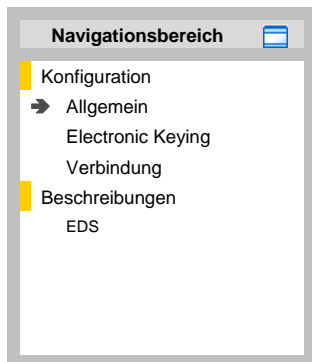 Navigationsbereich
Konfiguration
Allgemein
Electronic Keying
Verbindung
Beschreibungen
EDS